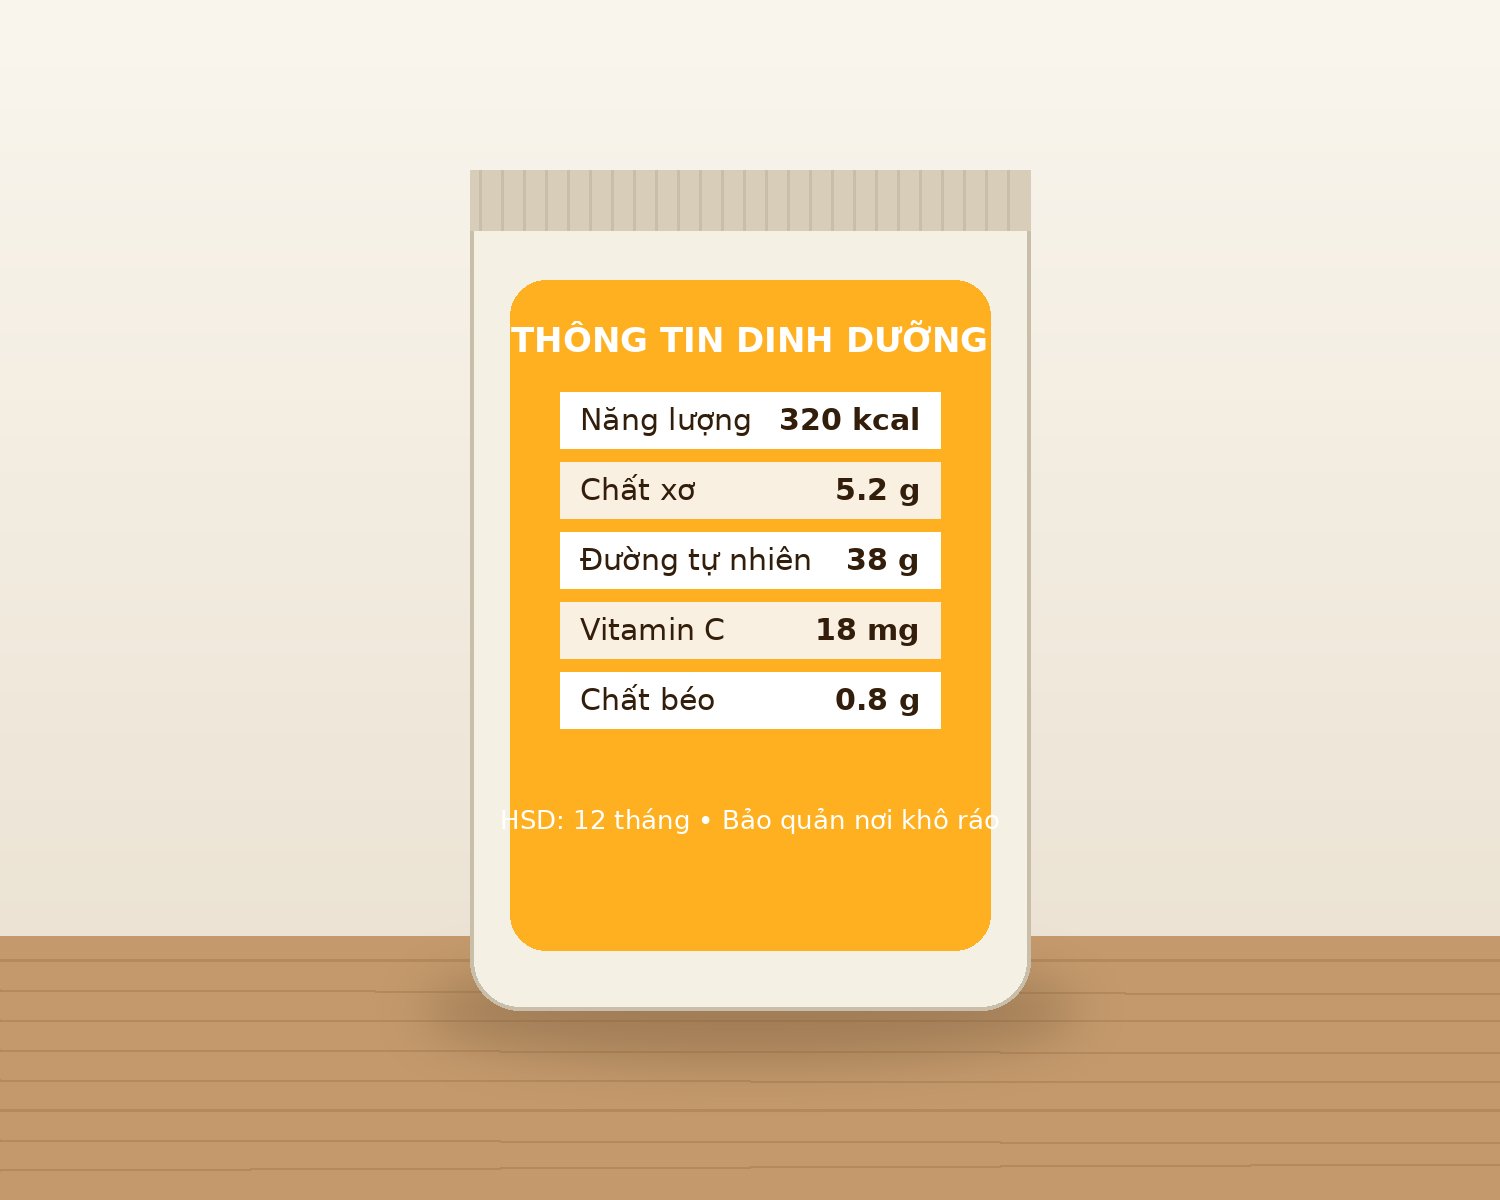 THÔNG TIN DINH DƯỠNG
Năng lượng 320 kcal
Chất xơ 5.2 g
Đường tự nhiên 38 g
Vitamin C 18 mg
Chất béo 0.8 g
HSD: 12 tháng • Bảo quản nơi khô ráo